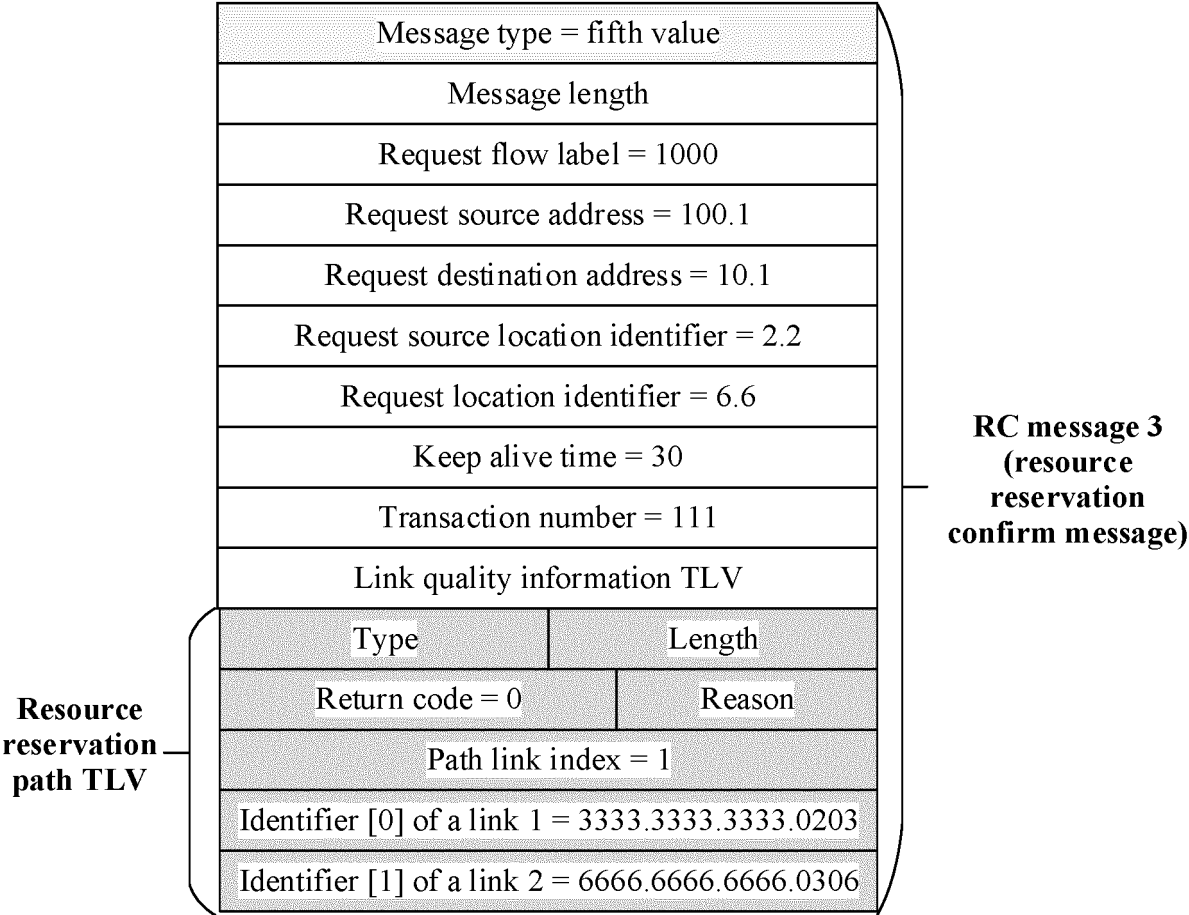 Message type = fifth value
Message length
Request flow label = 1000
Request source address = 100.1
Request destination address = 10.1
Request source location identifier = 2.2
Request location identifier = 6.6
Keep alive time = 30
Transaction number = 111
Link quality information TLV
Type
Length
Return code = 0
Reason
Path link index = 1
Identifier [0] of a link 1 = 3333.3333.3333.0203
Identifier [1] of a link 2 = 6666.6666.6666.0306
Resource
reservation
path TLV
RC message 3
(resource
reservation
confirm message)